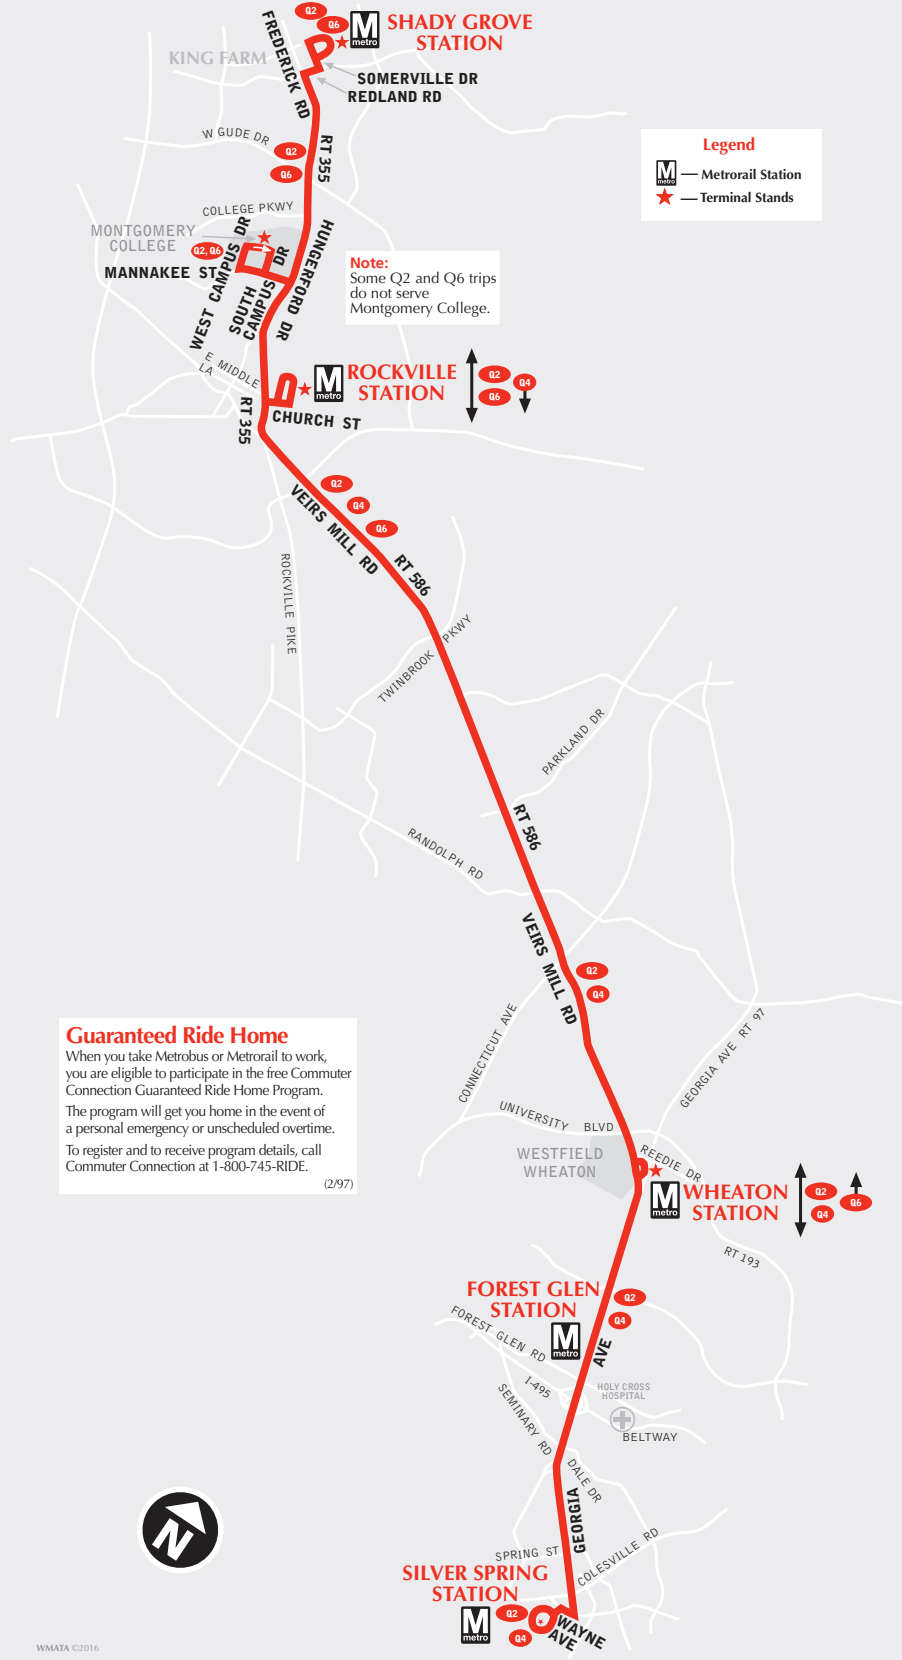 Q2
Q6
M
metro
SHADY GROVE
STATION
FREDERICK RD
KING FARM
SOMERVILLE DR
REDLAND RD
W GUDE DR
Q2
Q6
RT 355
Legend
M
metro
— Metrorail Station
— Terminal Stands
COLLEGE PKWY
MONTGOMERY
COLLEGE
Q2, Q6
MANNAKEE ST
WEST CAMPUS DR
SOUTH
CAMPUS DR
HUNGERFORD DR
Note:
Some Q2 and Q6 trips
do not serve
Montgomery College.
E MIDDLE
LA
M
metro
ROCKVILLE
STATION
Q2
Q4
Q6
RT 355
CHURCH ST
Q2
Q4
Q6
VEIRS MILL RD
RT 586
ROCKVILLE PIKE
TWINBROOK PKWY
PARKLAND DR
RT 586
RANDOLPH RD
VEIRS MILL RD
Q2
Q4
CONNECTICUT AVE
GEORGIA AVE RT 97
Guaranteed Ride Home
When you take Metrobus or Metrorail to work,
you are eligible to participate in the free Commuter
Connection Guaranteed Ride Home Program.
The program will get you home in the event of
a personal emergency or unscheduled overtime.
To register and to receive program details, call
Commuter Connection at 1-800-745-RIDE.
(2/97)
UNIVERSITY BLVD
WESTFIELD
WHEATON
REEDIE DR
M
metro
WHEATON
STATION
Q2
Q4
Q6
RT 193
FOREST GLEN
STATION
M
metro
Q2
Q4
FOREST GLEN RD
AVE
I-495
HOLY CROSS
HOSPITAL
SEMINARY RD
BELTWAY
DALE DR
GEORGIA
SPRING ST
COLESVILLE RD
SILVER SPRING
STATION
M
metro
Q2
Q4
WAYNE
AVE
N
WMATA ©2016